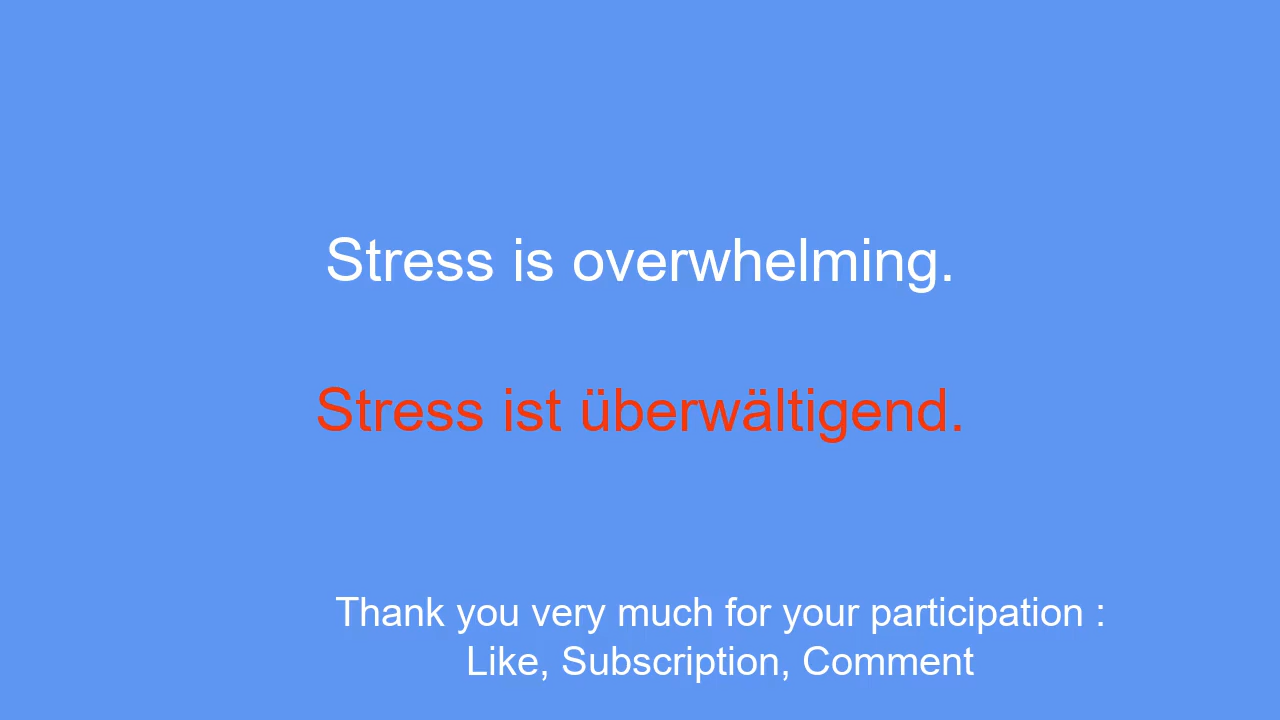 Stress is overwhelming.
Stress ist überwältigend.
Thank you very much for your participation :
Like, Subscription, Comment